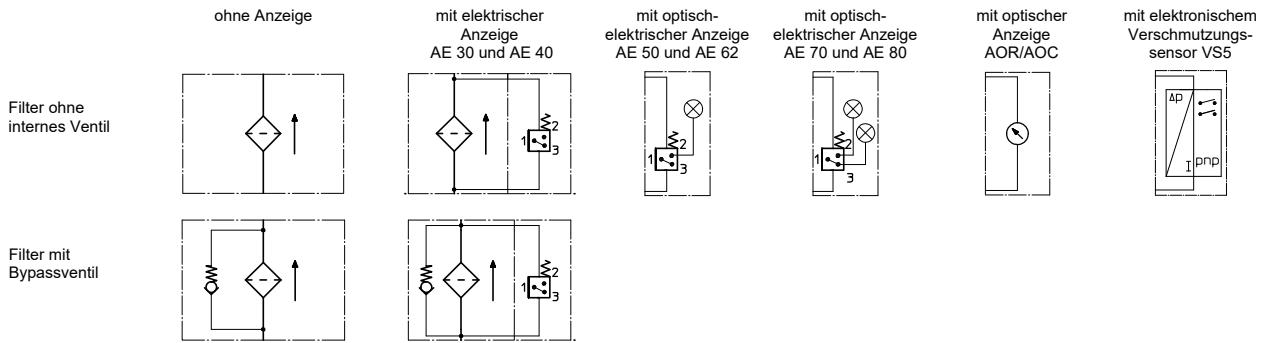 ohne Anzeige
mit elektrischer
Anzeige
AE 30 und AE 40
mit optisch-
elektrischer Anzeige
AE 50 und AE 62
mit optisch-
elektrischer Anzeige
AE 70 und AE 80
mit optischer
Anzeige
AOR/AOC
mit elektronischem
Verschmutzungs-
sensor VS5
Filter ohne
internes Ventil
1 2 3
1 2 3
1 2 3
Δp
I pnp
Filter mit
Bypassventil
1 2 3